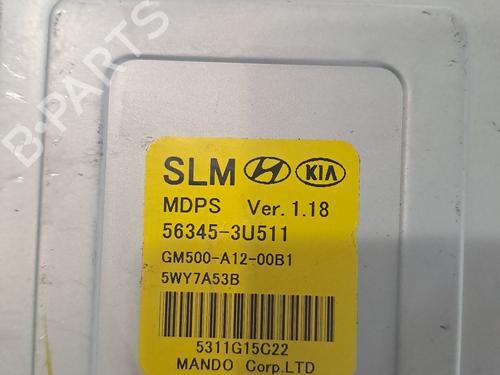 B-PARTS
SLM KIA
MDPS Ver. 1.18
56345-3U511
GM500-A12-00B1
5WY7A53B
5311G15C22
MANDO Corp.LTD